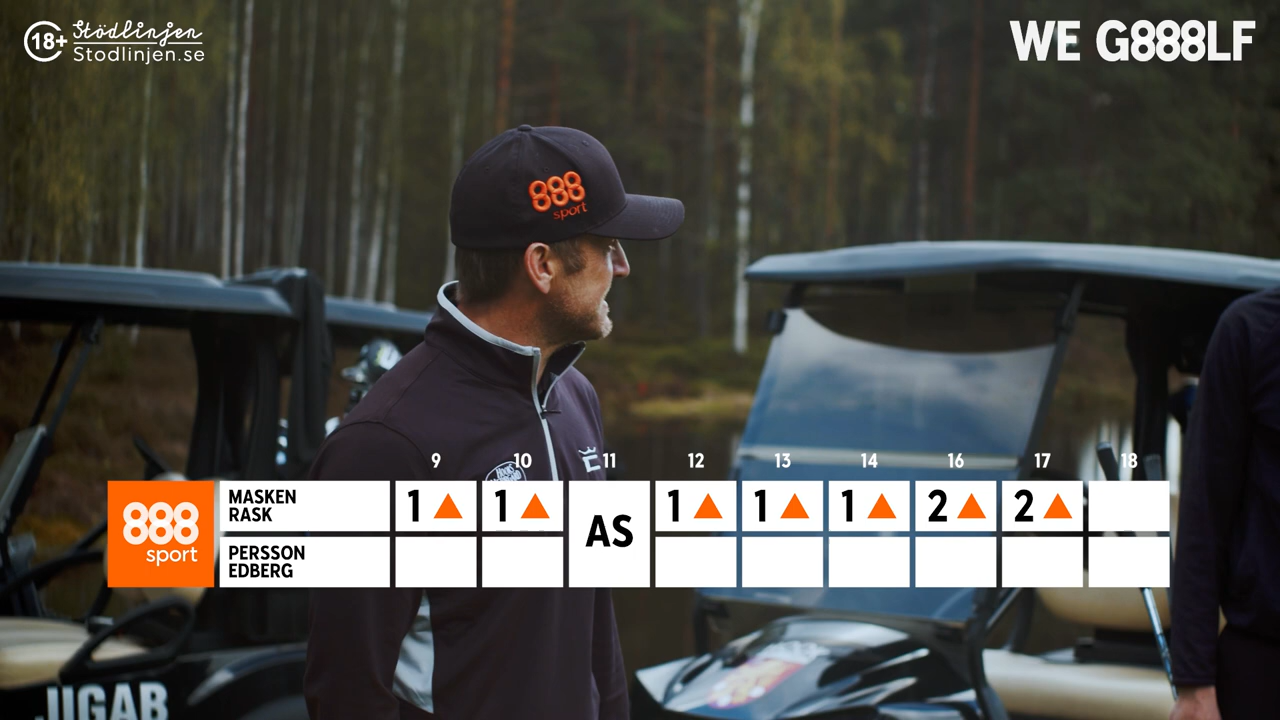 18+ Stödlinjen
Stodlinjen.se
WE G888LF
888
sport
9 10 11 12 13 14 16 17 18
888
sport
MASKEN
RASK
1 ▲ 1 ▲ AS 1 ▲ 1 ▲ 1 ▲ 2 ▲ 2 ▲
PERSSON
EDBERG
JIGAB